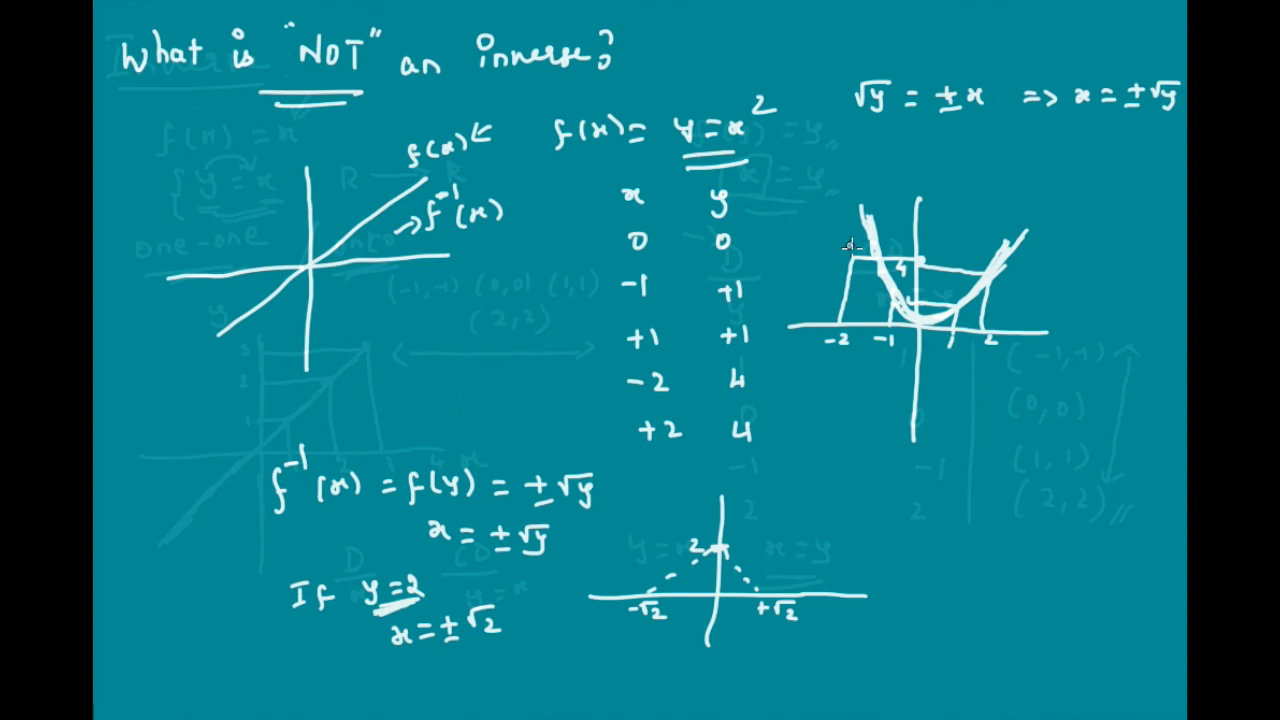 What is "NOT" an inverse?
√y = ±x => x = ±√y
f(x) = y = x²
f(x)
f⁻¹(x)
x y
0 0
-1 +1
+1 +1
-2 4
+2 4
4
-2 -1 2
f⁻¹(x) = f(y) = ±√y
x = ±√y
If y=2
x = ±√2
2
-√2 +√2